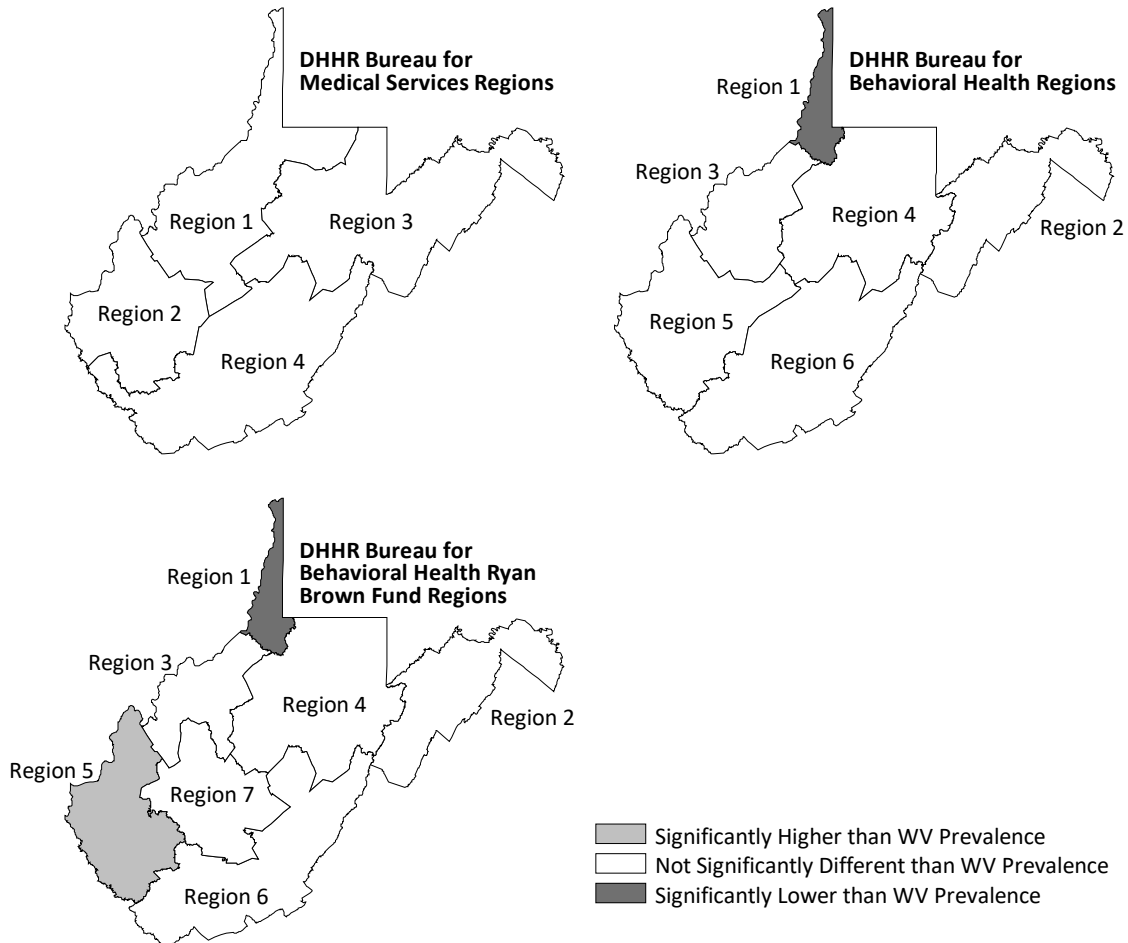 DHHR Bureau for
Medical Services Regions
Region 1
Region 3
Region 2
Region 4
DHHR Bureau for
Behavioral Health Regions
Region 1
Region 3
Region 4
Region 2
Region 5
Region 6
DHHR Bureau for
Behavioral Health Ryan
Brown Fund Regions
Region 1
Region 3
Region 4
Region 2
Region 5
Region 7
Region 6
Significantly Higher than WV Prevalence
Not Significantly Different than WV Prevalence
Significantly Lower than WV Prevalence